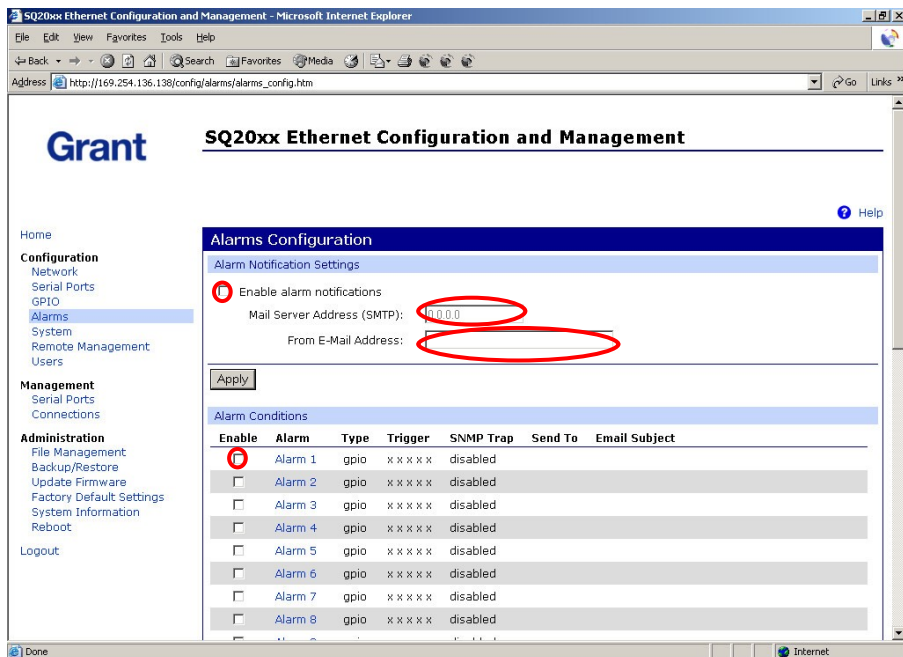 SQ20xx Ethernet Configuration and Management - Microsoft Internet Explorer
File Edit View Favorites Tools Help
Back Search Favorites Media
Address http://169.254.136.138/config/alarms/alarms_config.htm Go Links »
Grant
SQ20xx Ethernet Configuration and Management
? Help
Home
Configuration
Network
Serial Ports
GPIO
Alarms
System
Remote Management
Users
Management
Serial Ports
Connections
Administration
File Management
Backup/Restore
Update Firmware
Factory Default Settings
System Information
Reboot
Logout
Alarms Configuration
Alarm Notification Settings
Enable alarm notifications
Mail Server Address (SMTP): 0.0.0.0
From E-Mail Address:
Apply
Alarm Conditions
Enable Alarm Type Trigger SNMP Trap Send To Email Subject
Alarm 1 gpio x x x x x disabled
Alarm 2 gpio x x x x x disabled
Alarm 3 gpio x x x x x disabled
Alarm 4 gpio x x x x x disabled
Alarm 5 gpio x x x x x disabled
Alarm 6 gpio x x x x x disabled
Alarm 7 gpio x x x x x disabled
Alarm 8 gpio x x x x x disabled
Done Internet